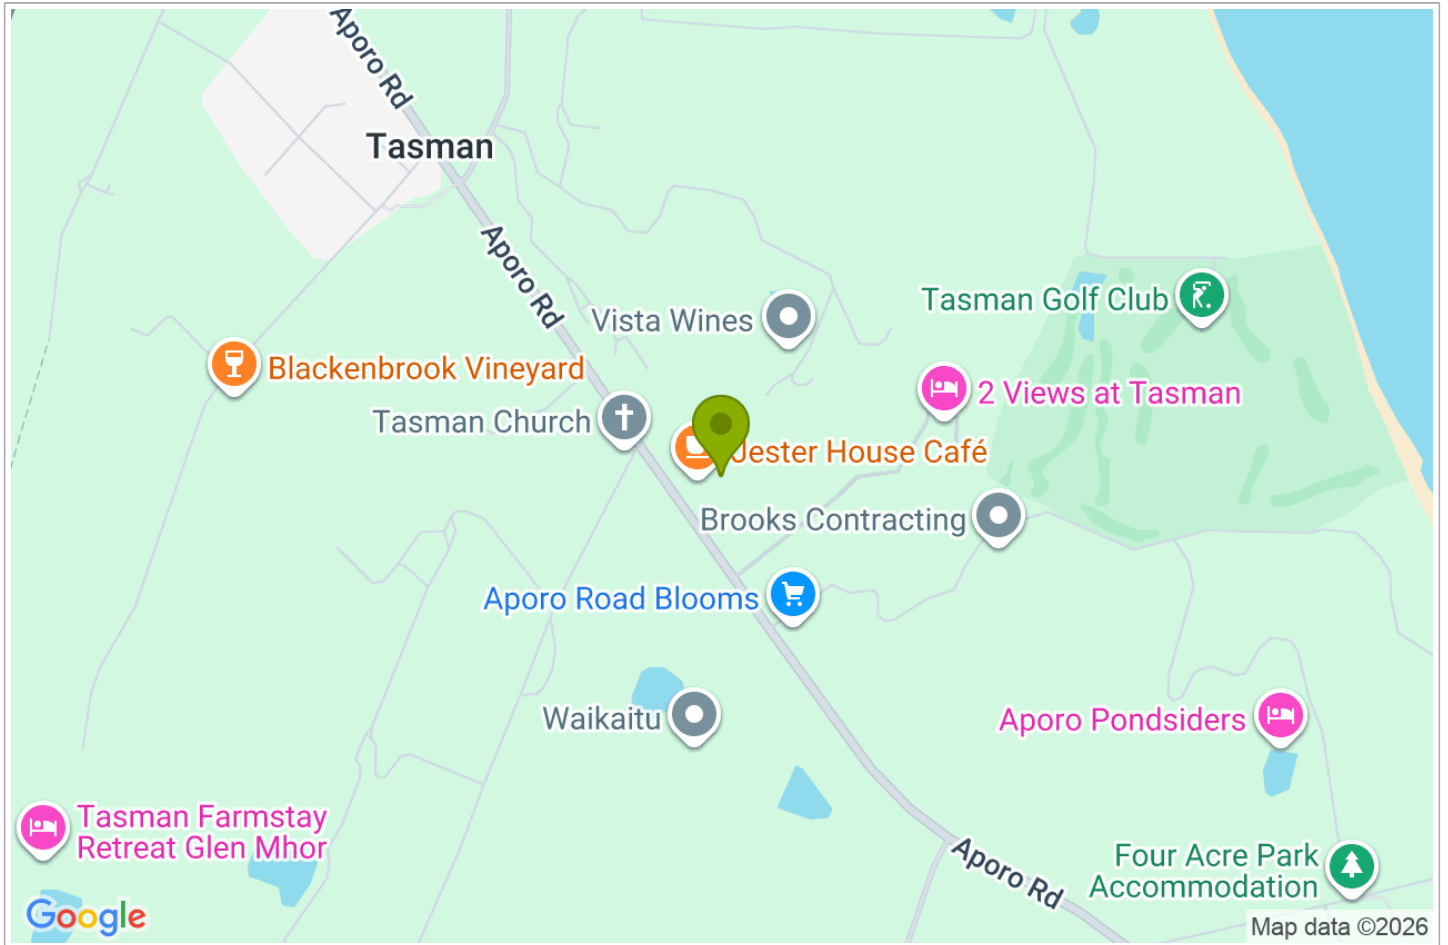 Aporo Rd
Tasman
Aporo Rd
Tasman Golf Club
Vista Wines
Blackenbrook Vineyard
2 Views at Tasman
Tasman Church
Jester House Café
Brooks Contracting
Aporo Road Blooms
Waikaitu
Aporo Pondsiders
Tasman Farmstay
Retreat Glen Mhor
Aporo Rd
Four Acre Park
Accommodation
Google
Map data ©2026